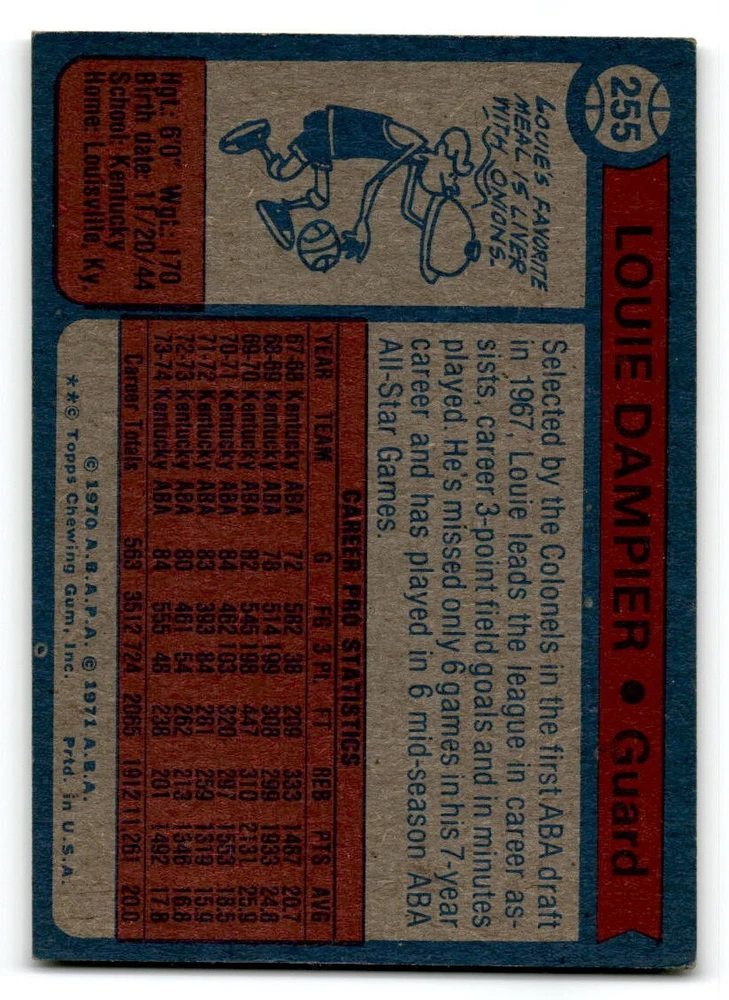 255
LOUIE DAMPIER • Guard
LOUIE'S FAVORITE
MEAL IS LIVER
WITH ONIONS.
Hgt.: 6'0" Wgt.: 170
Birth date: 11/20/44
School: Kentucky
Home: Louisville, Ky.
Selected by the Colonels in the first ABA draft
in 1967, Louie leads the league in career as-
sists, career 3-point field goals and in minutes
played. He's missed only 6 games in his 7-year
career and has played in 6 mid-season ABA
All-Star Games.
CAREER PRO STATISTICS
YEAR TEAM G FG 3 Pt. FT REB PTS AVG
67-68 Kentucky ABA 72 582 38 209 333 1487 20.7
68-69 Kentucky ABA 78 514 199 308 299 1933 24.8
69-70 Kentucky ABA 82 545 198 447 310 2131 25.9
70-71 Kentucky ABA 84 462 103 320 297 1553 18.5
71-72 Kentucky ABA 83 393 84 281 259 1319 15.9
72-73 Kentucky ABA 80 461 54 262 213 1346 16.8
73-74 Kentucky ABA 84 555 48 238 201 1492 17.8
Career Totals 563 3512 724 2065 1912 11,261 20.0
© 1970 A.B.A.P.A. © 1971 A.B.A.
**© Topps Chewing Gum, Inc. Prtd. in U.S.A.